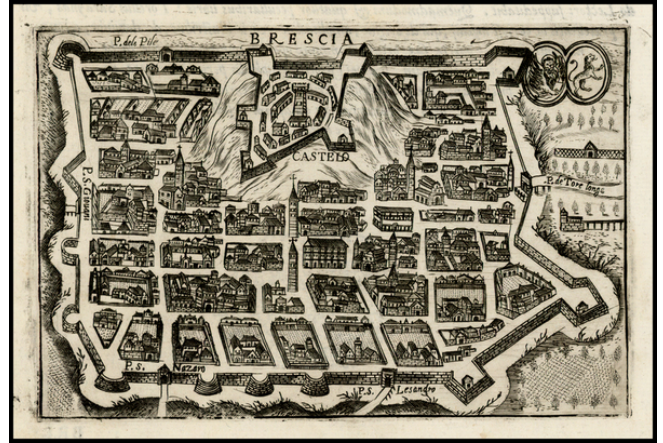 BRESCIA
P. dele Pile
CASTELO
P. S. Giovani
P. de Tore longa
P. S. Nazaro
P. S. Lesandro